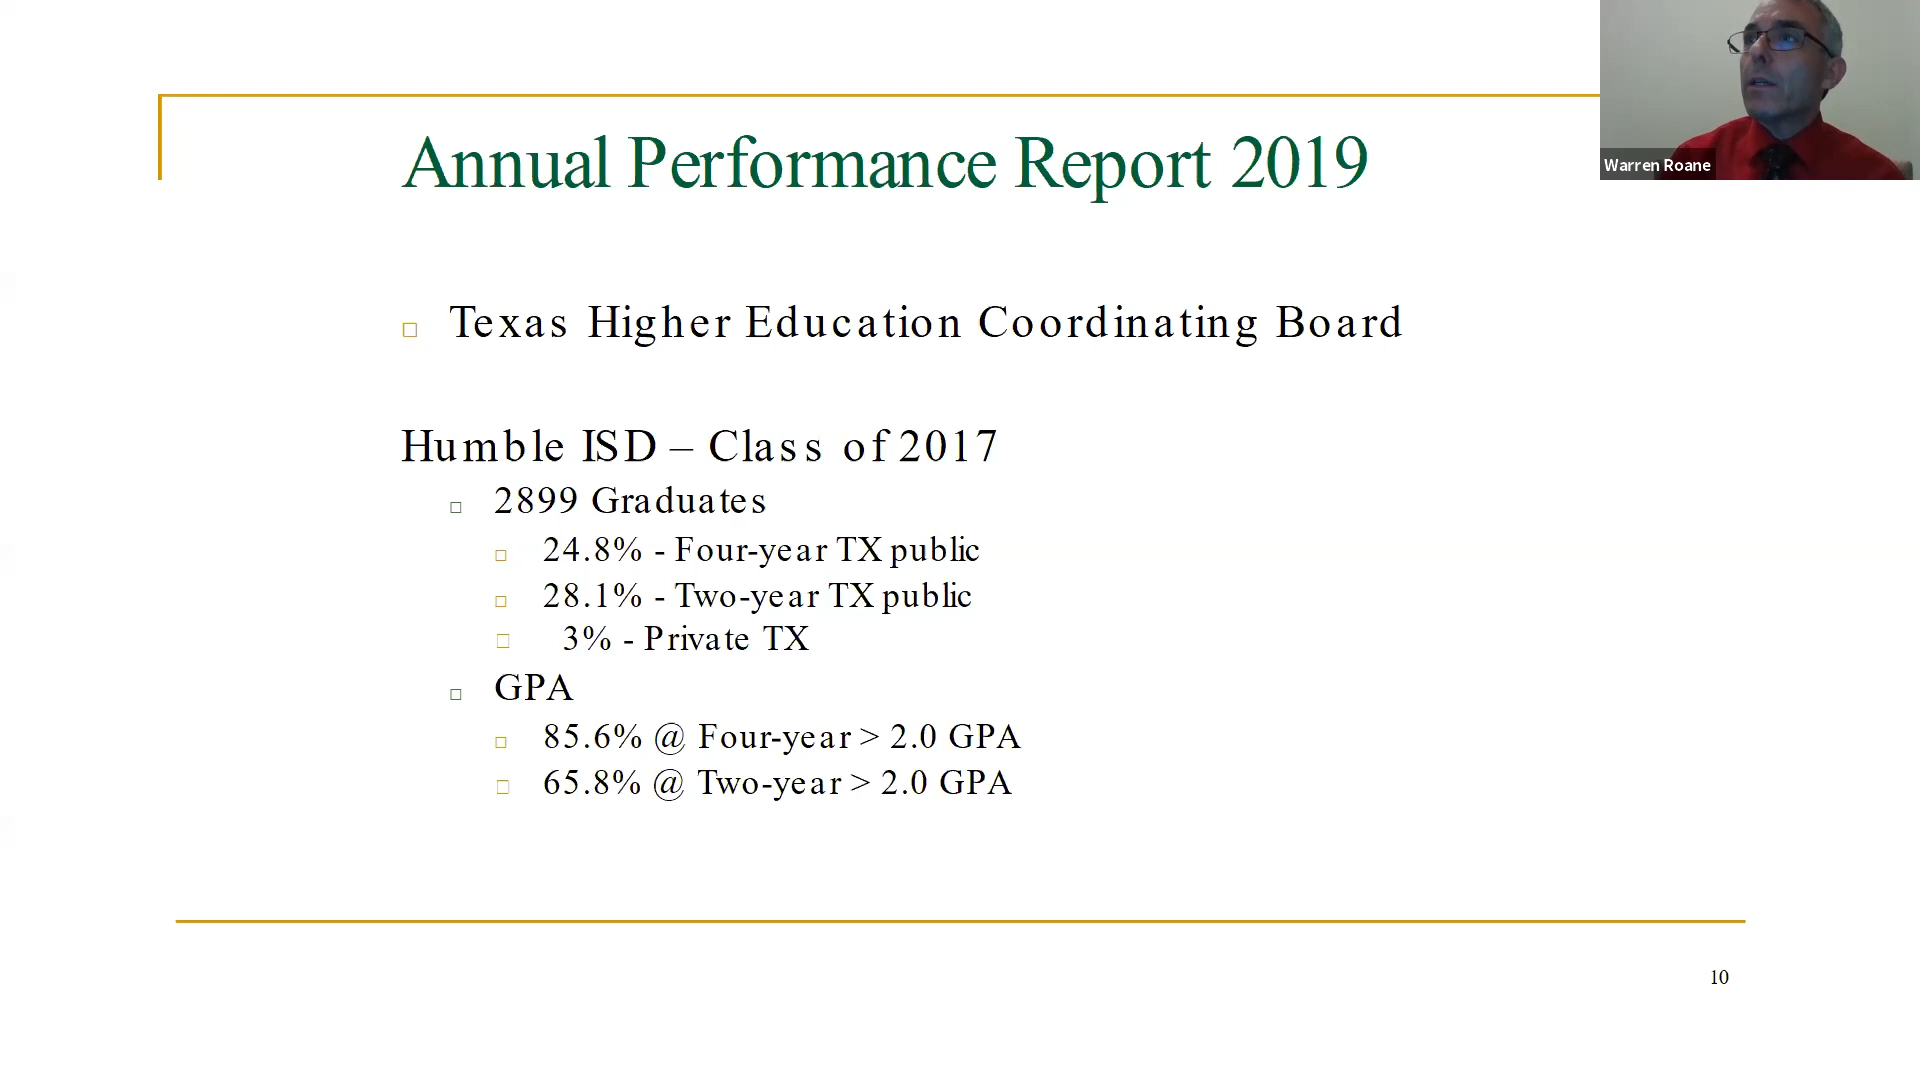 Annual Performance Report 2019
Warren Roane
Texas Higher Education Coordinating Board
Humble ISD – Class of 2017
2899 Graduates
24.8% - Four-year TX public
28.1% - Two-year TX public
3% - Private TX
GPA
85.6% @ Four-year > 2.0 GPA
65.8% @ Two-year > 2.0 GPA
10